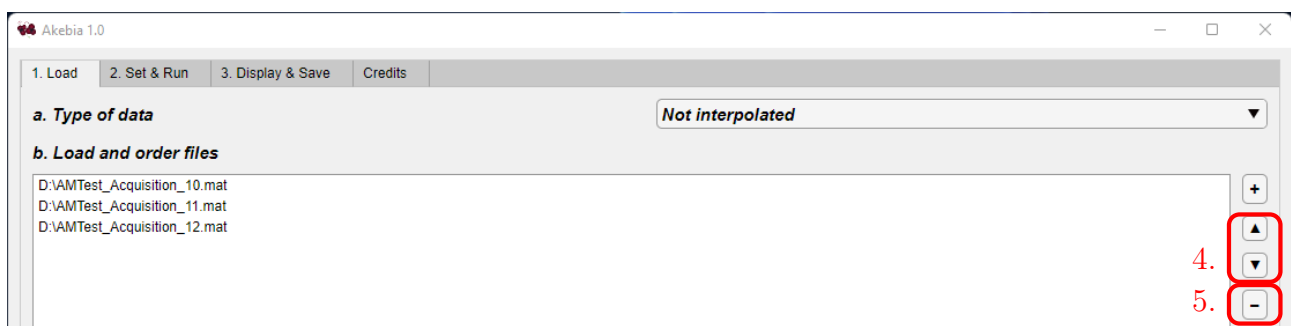 Akebia 1.0
1. Load 2. Set & Run 3. Display & Save Credits
a. Type of data Not interpolated ▼
b. Load and order files
D:\AMTest_Acquisition_10.mat +
D:\AMTest_Acquisition_11.mat
D:\AMTest_Acquisition_12.mat ▲
4. ▼
5. -